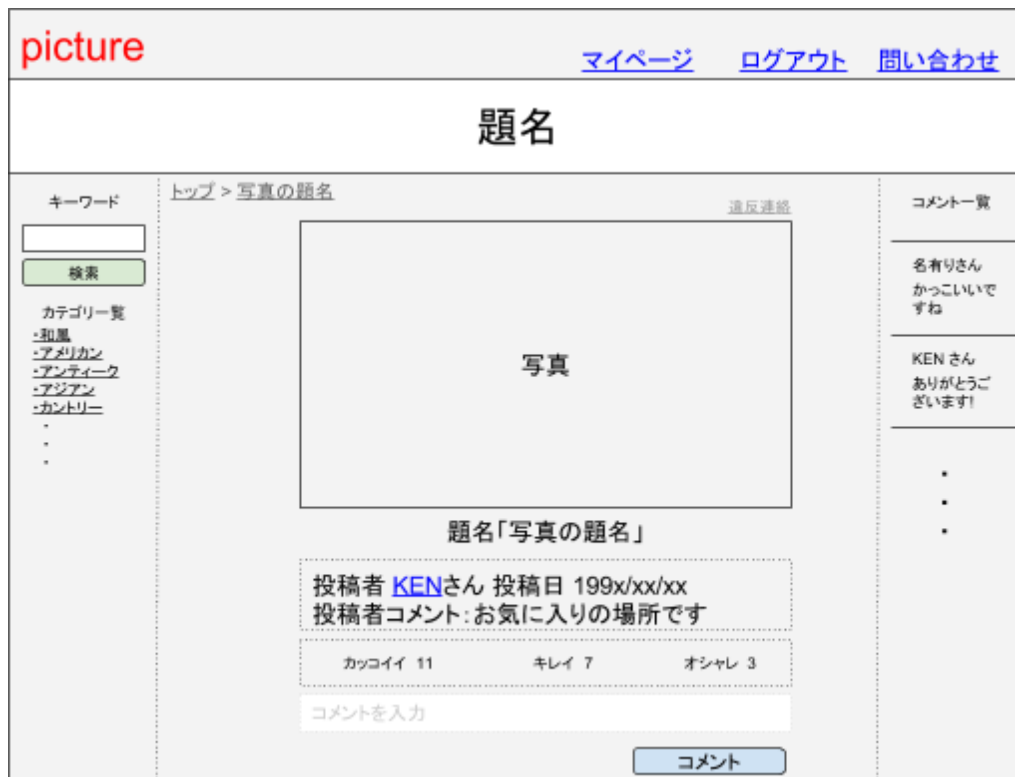 picture
マイページ ログアウト 問い合わせ
題名
キーワード
検索
カテゴリ一覧
・和風
・アメリカン
・アンティーク
・アジアン
・カントリー
・
・
・
トップ > 写真の題名
違反連絡
写真
題名「写真の題名」
投稿者 KENさん 投稿日 199x/xx/xx
投稿者コメント：お気に入りの場所です
カッコイイ 11 キレイ 7 オシャレ 3
コメントを入力
コメント
コメント一覧
名有りさん
かっこいいで
すね
KEN さん
ありがとうご
ざいます!
・
・
・